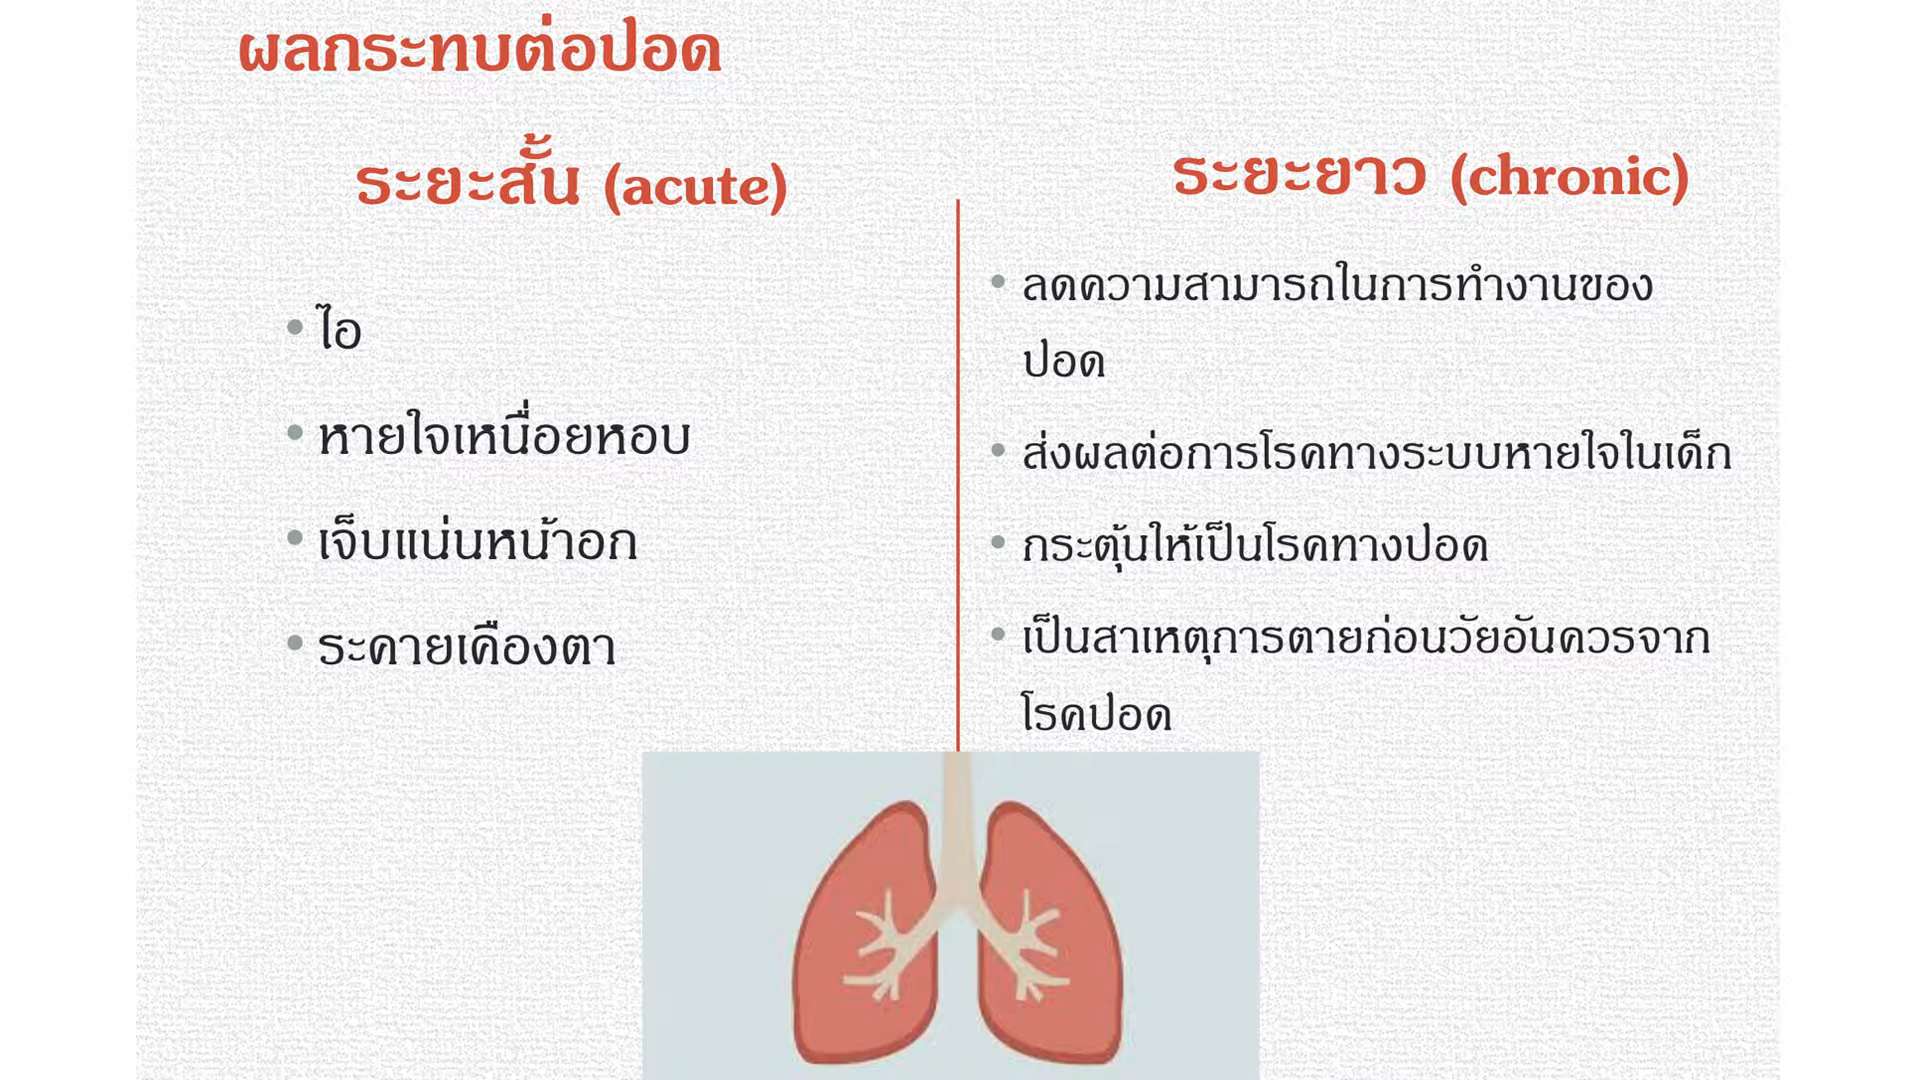 ผลกระทบต่อปอด
ระยะสั้น (acute)
• ไอ
• หายใจเหนื่อยหอบ
• เจ็บแน่นหน้าอก
• ระคายเคืองตา
ระยะยาว (chronic)
• ลดความสามารถในการทำงานของ
ปอด
• ส่งผลต่อการโรคทางระบบหายใจในเด็ก
• กระตุ้นให้เป็นโรคทางปอด
• เป็นสาเหตุการตายก่อนวัยอันควรจาก
โรคปอด